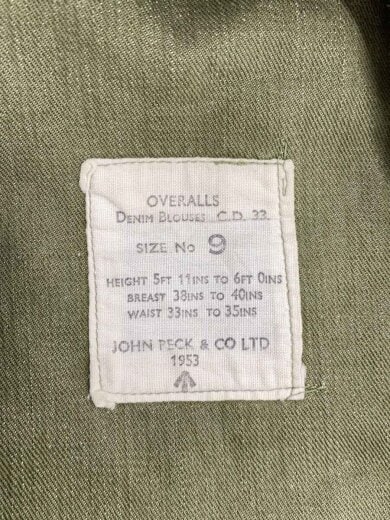 OVERALLS
DENIM BLOUSES C.D. 33
SIZE No 9
HEIGHT 5FT 11INS TO 6FT 0INS
BREAST 38INS TO 40INS
WAIST 33INS TO 35INS
JOHN PECK & CO LTD
1953